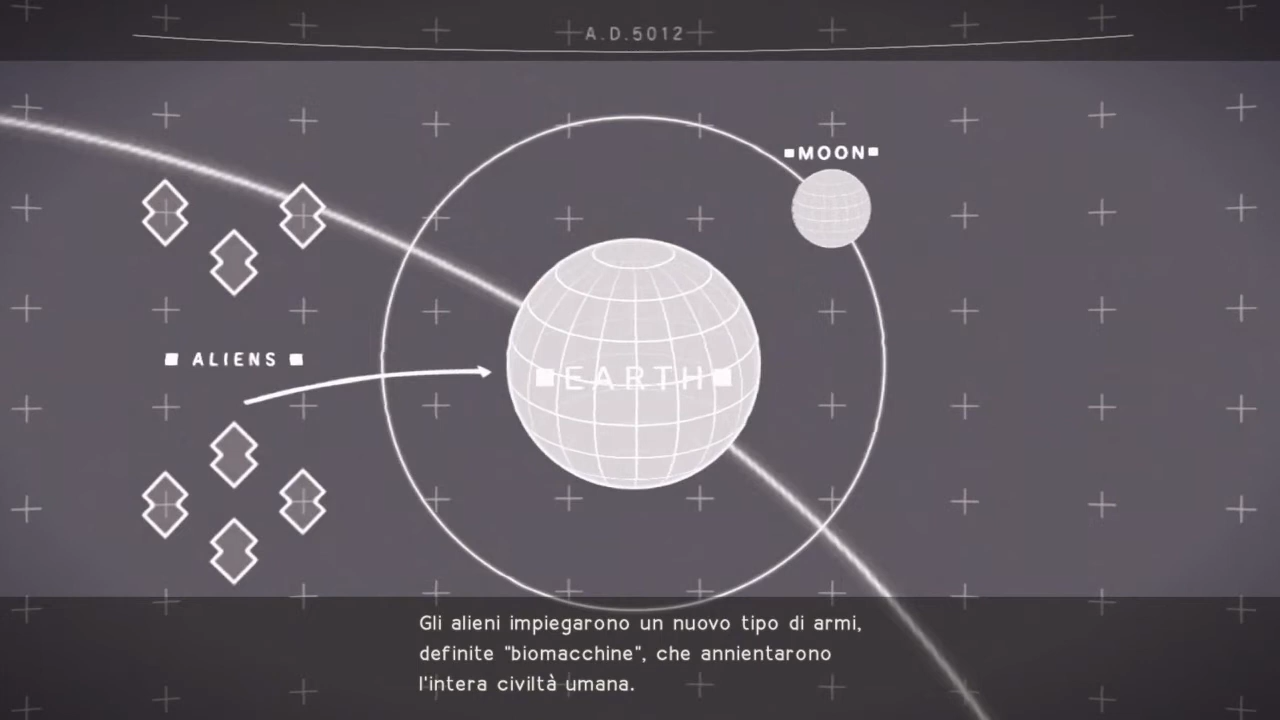 A.D.5012
MOON
ALIENS
EARTH
Gli alieni impiegarono un nuovo tipo di armi,
definite "biomacchine", che annientarono
l'intera civiltà umana.